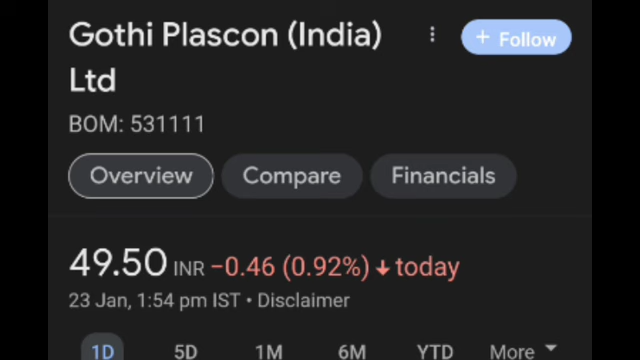 Gothi Plascon (India)
Ltd
+ Follow
BOM: 531111
Overview Compare Financials
49.50 INR −0.46 (0.92%) ↓ today
23 Jan, 1:54 pm IST • Disclaimer
1D 5D 1M 6M YTD More